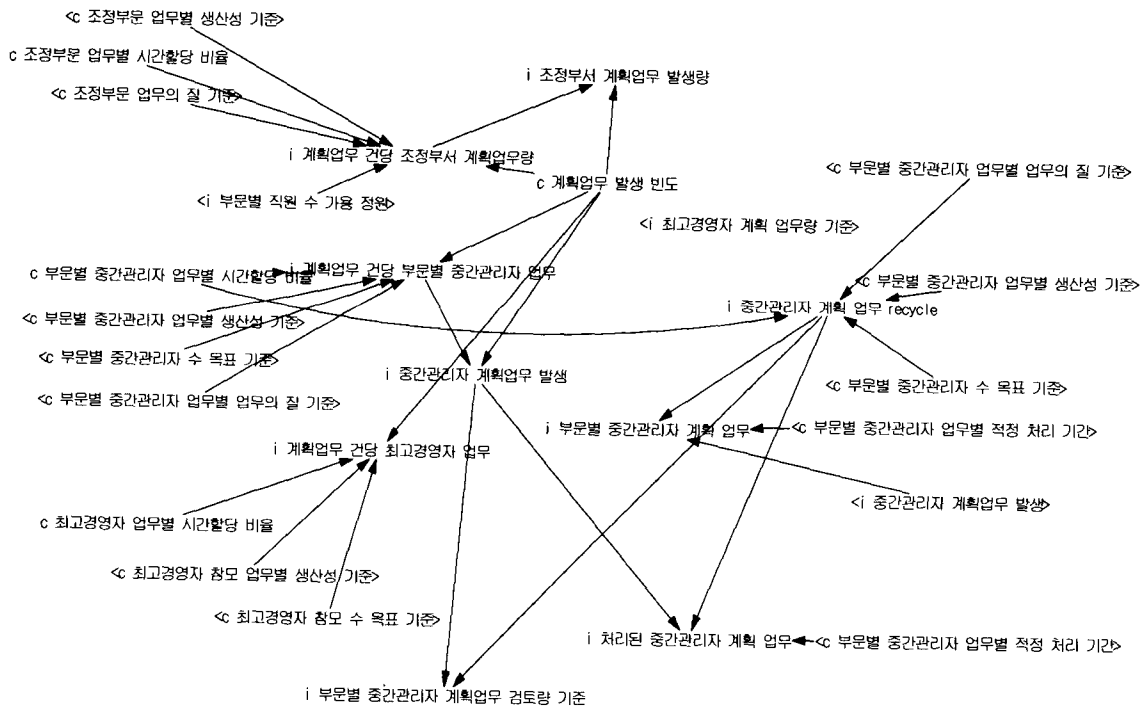 <c 조정부문 업무별 생산성 기준>
c 조정부문 업무별 시간할당 비율
<c 조정부문 업무의 질 기준>
i 조정부서 계획업무 발생량
i 계획업무 건당 조정부서 계획업무량
c 계획업무 발생 빈도
<c 부문별 중간관리자 업무별 업무의 질 기준>
<i 부문별 직원 수 가용 정원>
<i 최고경영자 계획 업무량 기준>
i 계획업무 건당 부문별 중간관리자 업무
c 부문별 중간관리자 업무별 시간할당 비율
<c 부문별 중간관리자 업무별 생산성 기준>
i 중간관리자 계획 업무 recycle
<c 부문별 중간관리자 업무별 생산성 기준>
<c 부문별 중간관리자 수 목표 기준>
i 중간관리자 계획업무 발생
<c 부문별 중간관리자 수 목표 기준>
<c 부문별 중간관리자 업무별 업무의 질 기준>
i 부문별 중간관리자 계획 업무
<c 부문별 중간관리자 업무별 적정 처리 기간>
i 계획업무 건당 최고경영자 업무
<i 중간관리자 계획업무 발생>
c 최고경영자 업무별 시간할당 비율
<c 최고경영자 참모 업무별 생산성 기준>
<c 최고경영자 참모 수 목표 기준>
i 처리된 중간관리자 계획 업무
<c 부문별 중간관리자 업무별 적정 처리 기간>
i 부문별 중간관리자 계획업무 검토량 기준